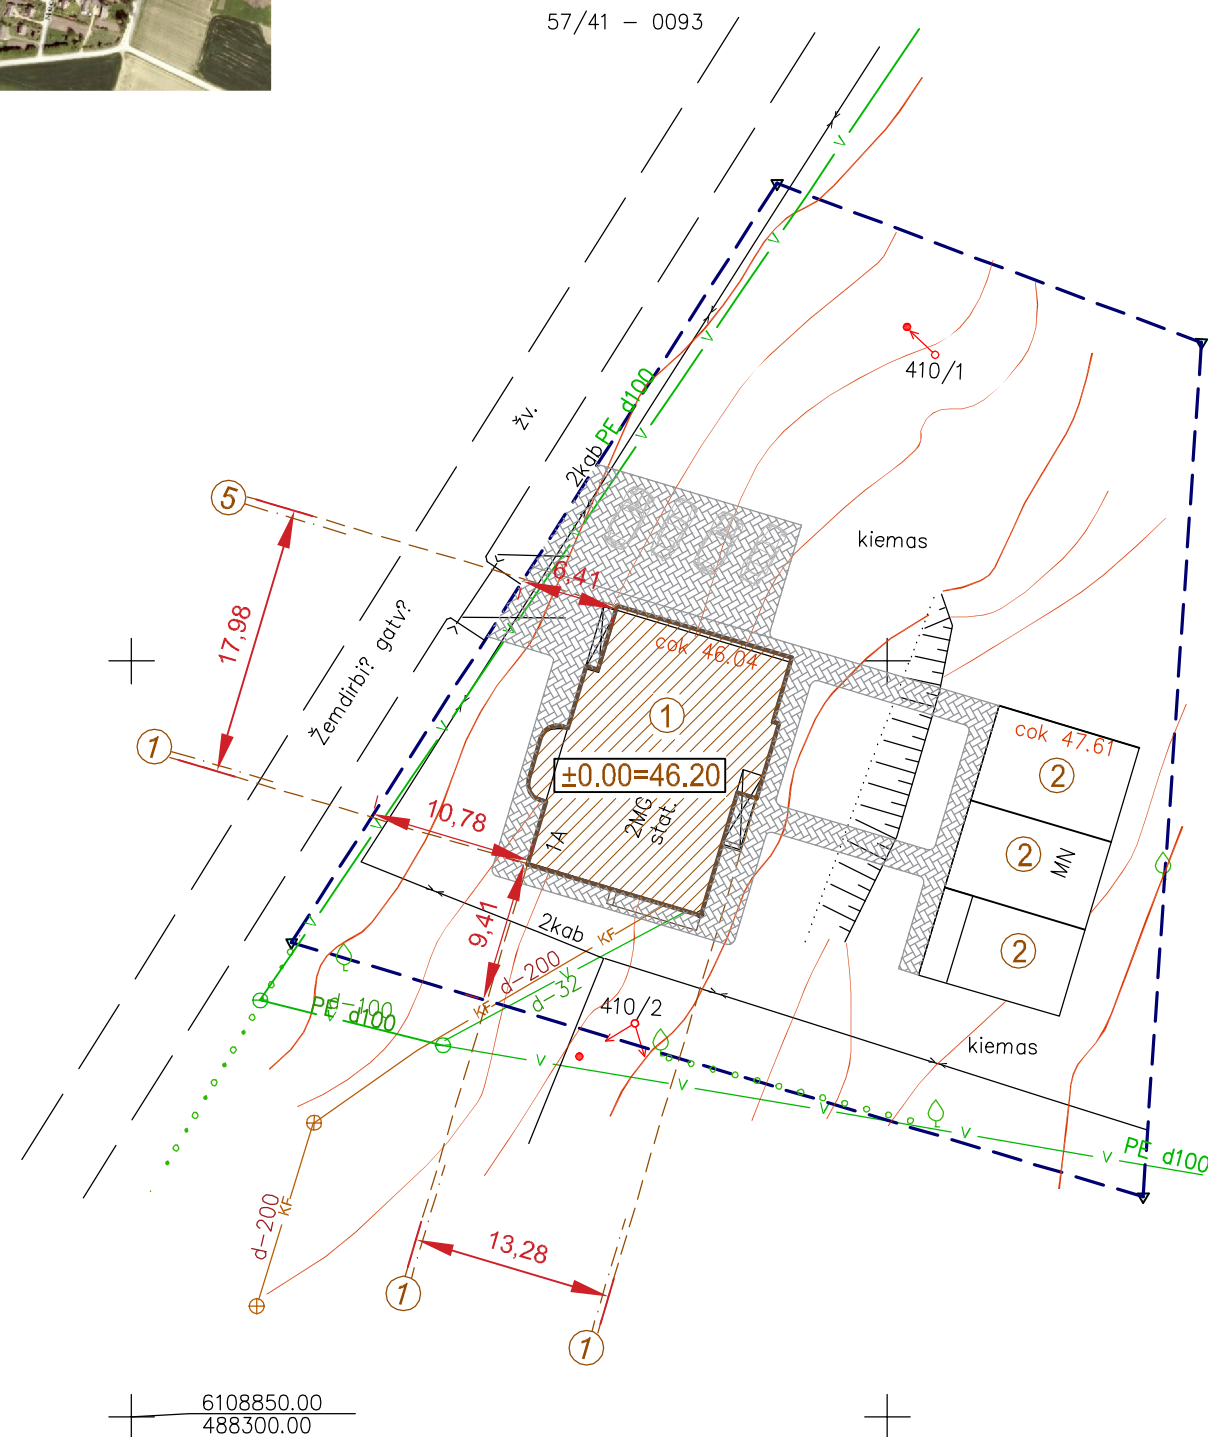 57/41 - 0093
410/1
žv.
PE d100
2kab
5
kiemas
6,41
17,98
Žemdirbi? gatv?
cok 46.04
1
1
cok 47.61
2
±0.00=46.20
10,78
2MG
stat.
1A
2
MN
9,41
2kab
KF
2
d-200
d-32
KF
410/2
d-100
PE d100
kiemas
PE d100
d-200
KF
13,28
1
1
6108850.00
488300.00